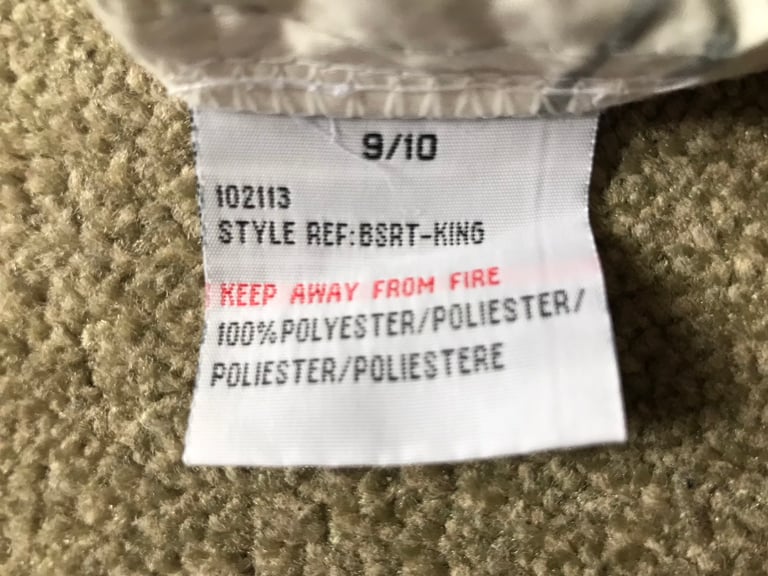 9/10
102113
STYLE REF:BSRT-KING
KEEP AWAY FROM FIRE
100%POLYESTER/POLIESTER/
POLIESTER/POLIESTERE